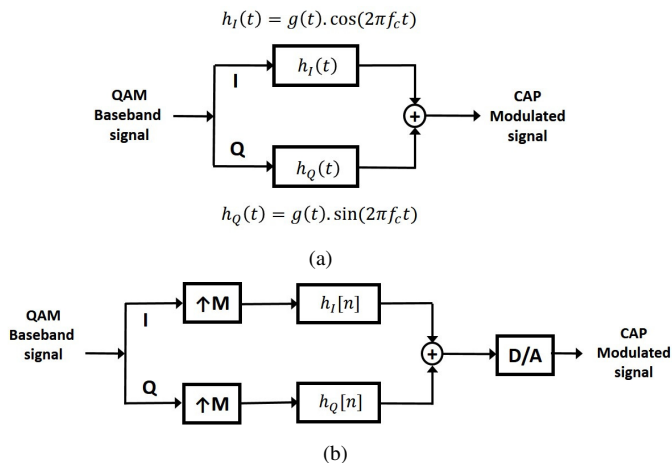 h_I(t) = g(t).cos(2πf_c t)
QAM
Baseband
signal
I
h_I(t)
+
CAP
Modulated
signal
Q
h_Q(t)
h_Q(t) = g(t).sin(2πf_c t)
(a)
QAM
Baseband
signal
I
↑M
h_I[n]
+
D/A
CAP
Modulated
signal
Q
↑M
h_Q[n]
(b)